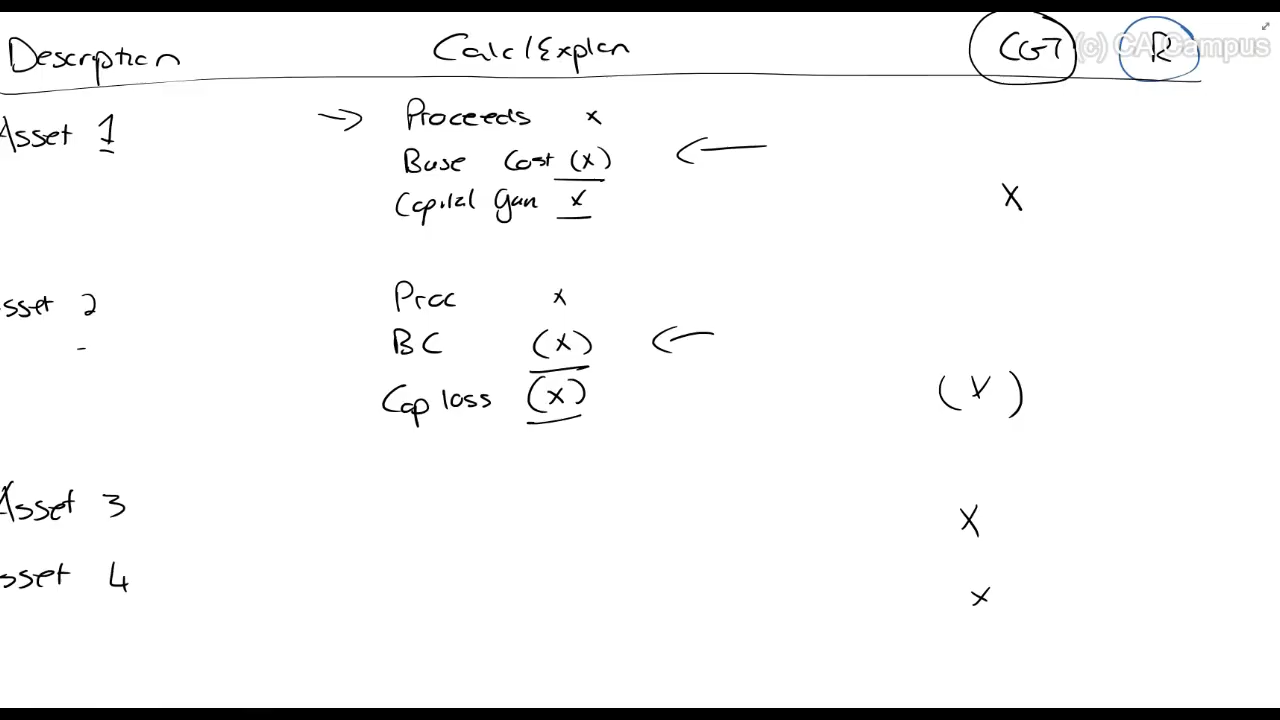 Description Calc/Explan CGT R
(c) CA Campus
Asset 1
→ Proceeds x
Base Cost (x) ←
Capital Gain x X
Asset 2
Proc x
BC (x) ←
Cap loss (x) (x)
Asset 3 X
Asset 4 x